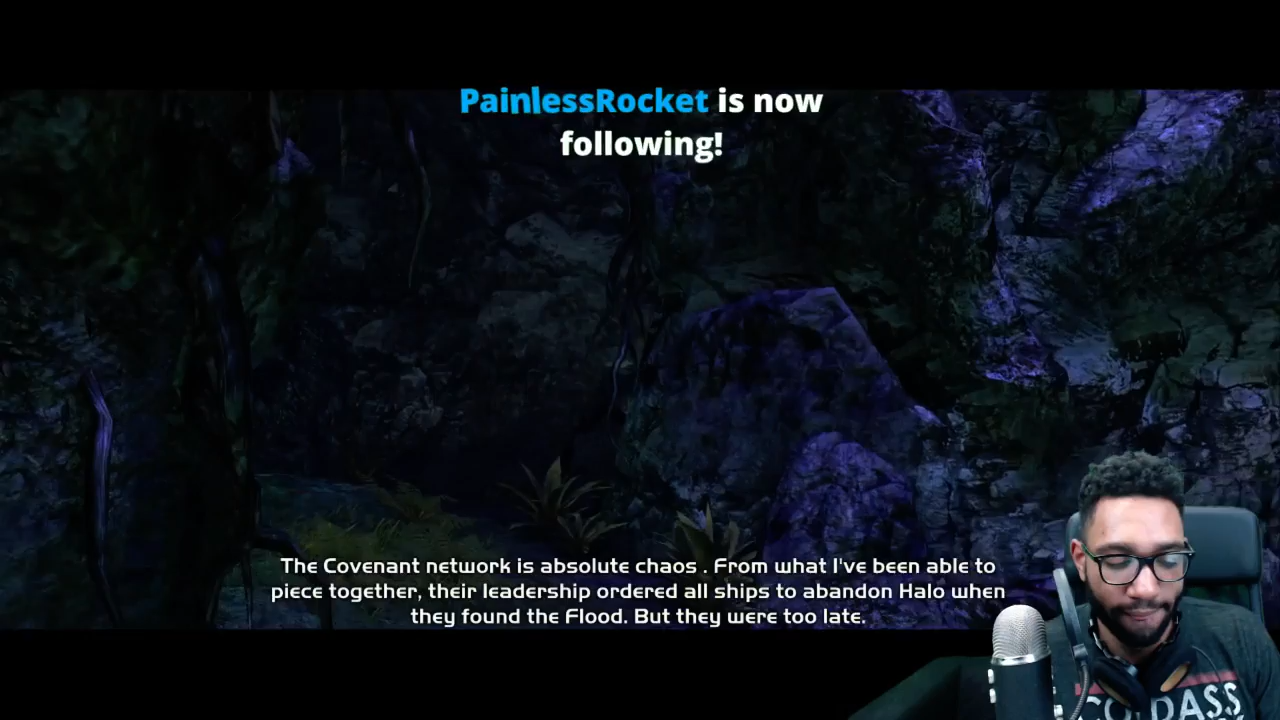 PainlessRocket is now
following!
The Covenant network is absolute chaos . From what I've been able to
piece together, their leadership ordered all ships to abandon Halo when
they found the Flood. But they were too late.